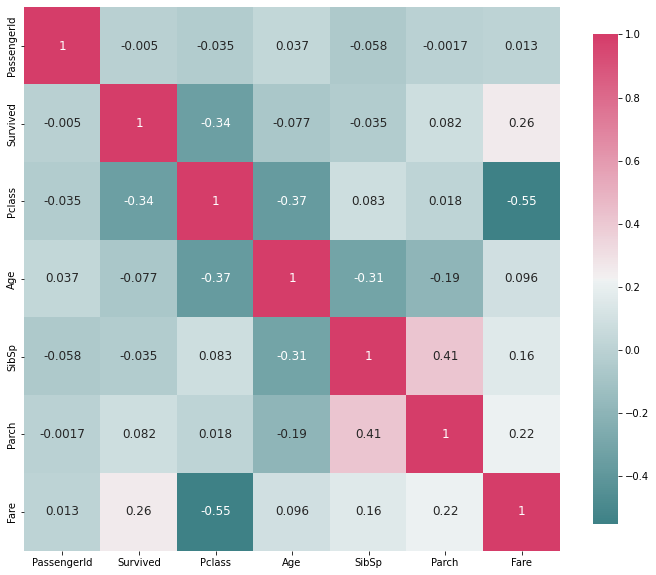 PassengerId 1 -0.005 -0.035 0.037 -0.058 -0.0017 0.013
Survived -0.005 1 -0.34 -0.077 -0.035 0.082 0.26
Pclass -0.035 -0.34 1 -0.37 0.083 0.018 -0.55
Age 0.037 -0.077 -0.37 1 -0.31 -0.19 0.096
SibSp -0.058 -0.035 0.083 -0.31 1 0.41 0.16
Parch -0.0017 0.082 0.018 -0.19 0.41 1 0.22
Fare 0.013 0.26 -0.55 0.096 0.16 0.22 1
PassengerId Survived Pclass Age SibSp Parch Fare
1.0
0.8
0.6
0.4
0.2
0.0
−0.2
−0.4